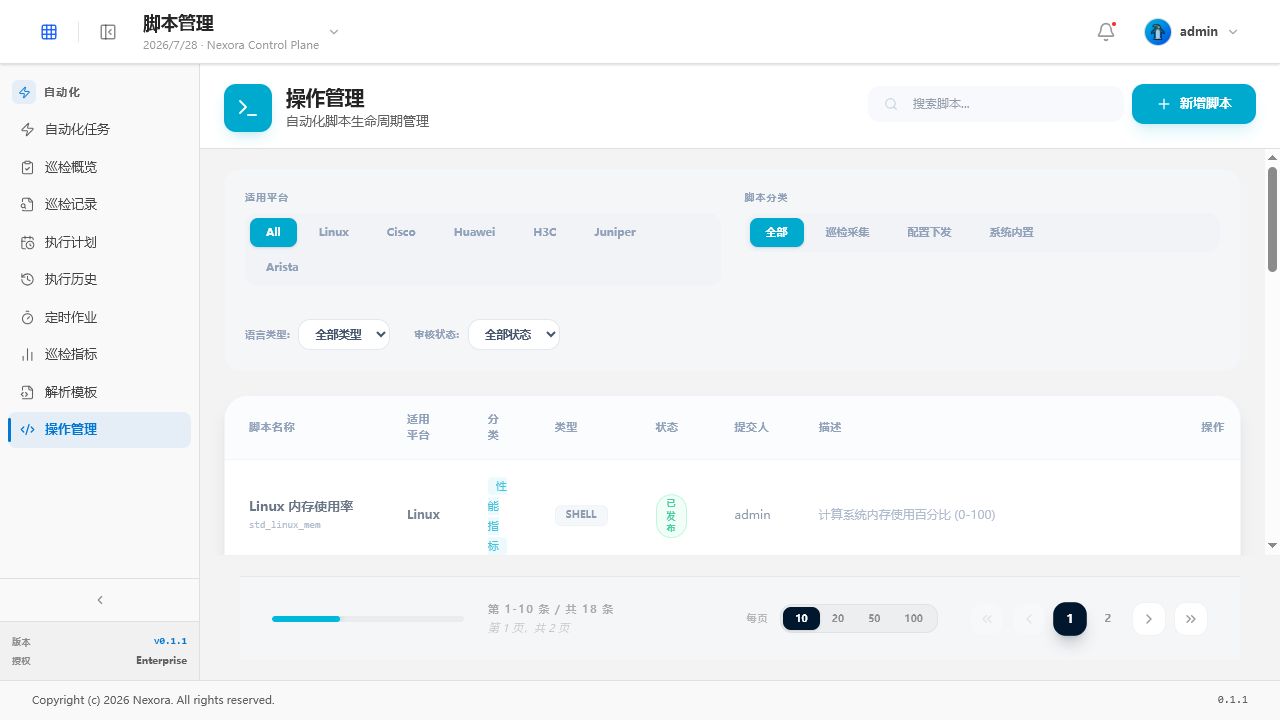 脚本管理
2026/7/28 · Nexora Control Plane
admin
自动化
自动化任务
巡检概览
巡检记录
执行计划
执行历史
定时作业
巡检指标
解析模板
操作管理
版本 v0.1.1
授权 Enterprise
操作管理
自动化脚本生命周期管理
搜索脚本...
新增脚本
适用平台
All Linux Cisco Huawei H3C Juniper
Arista
脚本分类
全部 巡检采集 配置下发 系统内置
语言类型: 全部类型 审核状态: 全部状态
脚本名称 适用平台 分类 类型 状态 提交人 描述 操作
Linux 内存使用率
std_linux_mem
Linux
性能指标
SHELL
已发布
admin
计算系统内存使用百分比 (0-100)
第 1-10 条 / 共 18 条
第 1 页, 共 2 页
每页 10 20 50 100
1 2
Copyright (c) 2026 Nexora. All rights reserved.
0.1.1